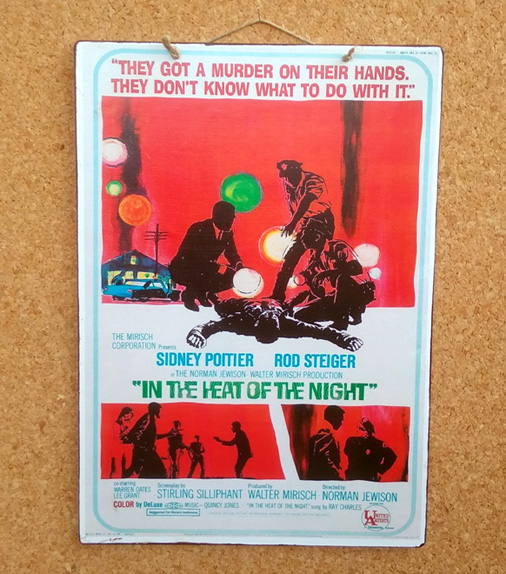 "THEY GOT A MURDER ON THEIR HANDS.
THEY DON'T KNOW WHAT TO DO WITH IT."
THE MIRISCH
CORPORATION Presents
SIDNEY POITIER ROD STEIGER
in THE NORMAN JEWISON-WALTER MIRISCH PRODUCTION
"IN THE HEAT OF THE NIGHT"
co-starring
WARREN OATES
LEE GRANT
Screenplay by
STIRLING SILLIPHANT
Produced by
WALTER MIRISCH
Directed by
NORMAN JEWISON
COLOR by DeLuxe MUSIC-QUINCY JONES "IN THE HEAT OF THE NIGHT" sung by RAY CHARLES
United
Artists